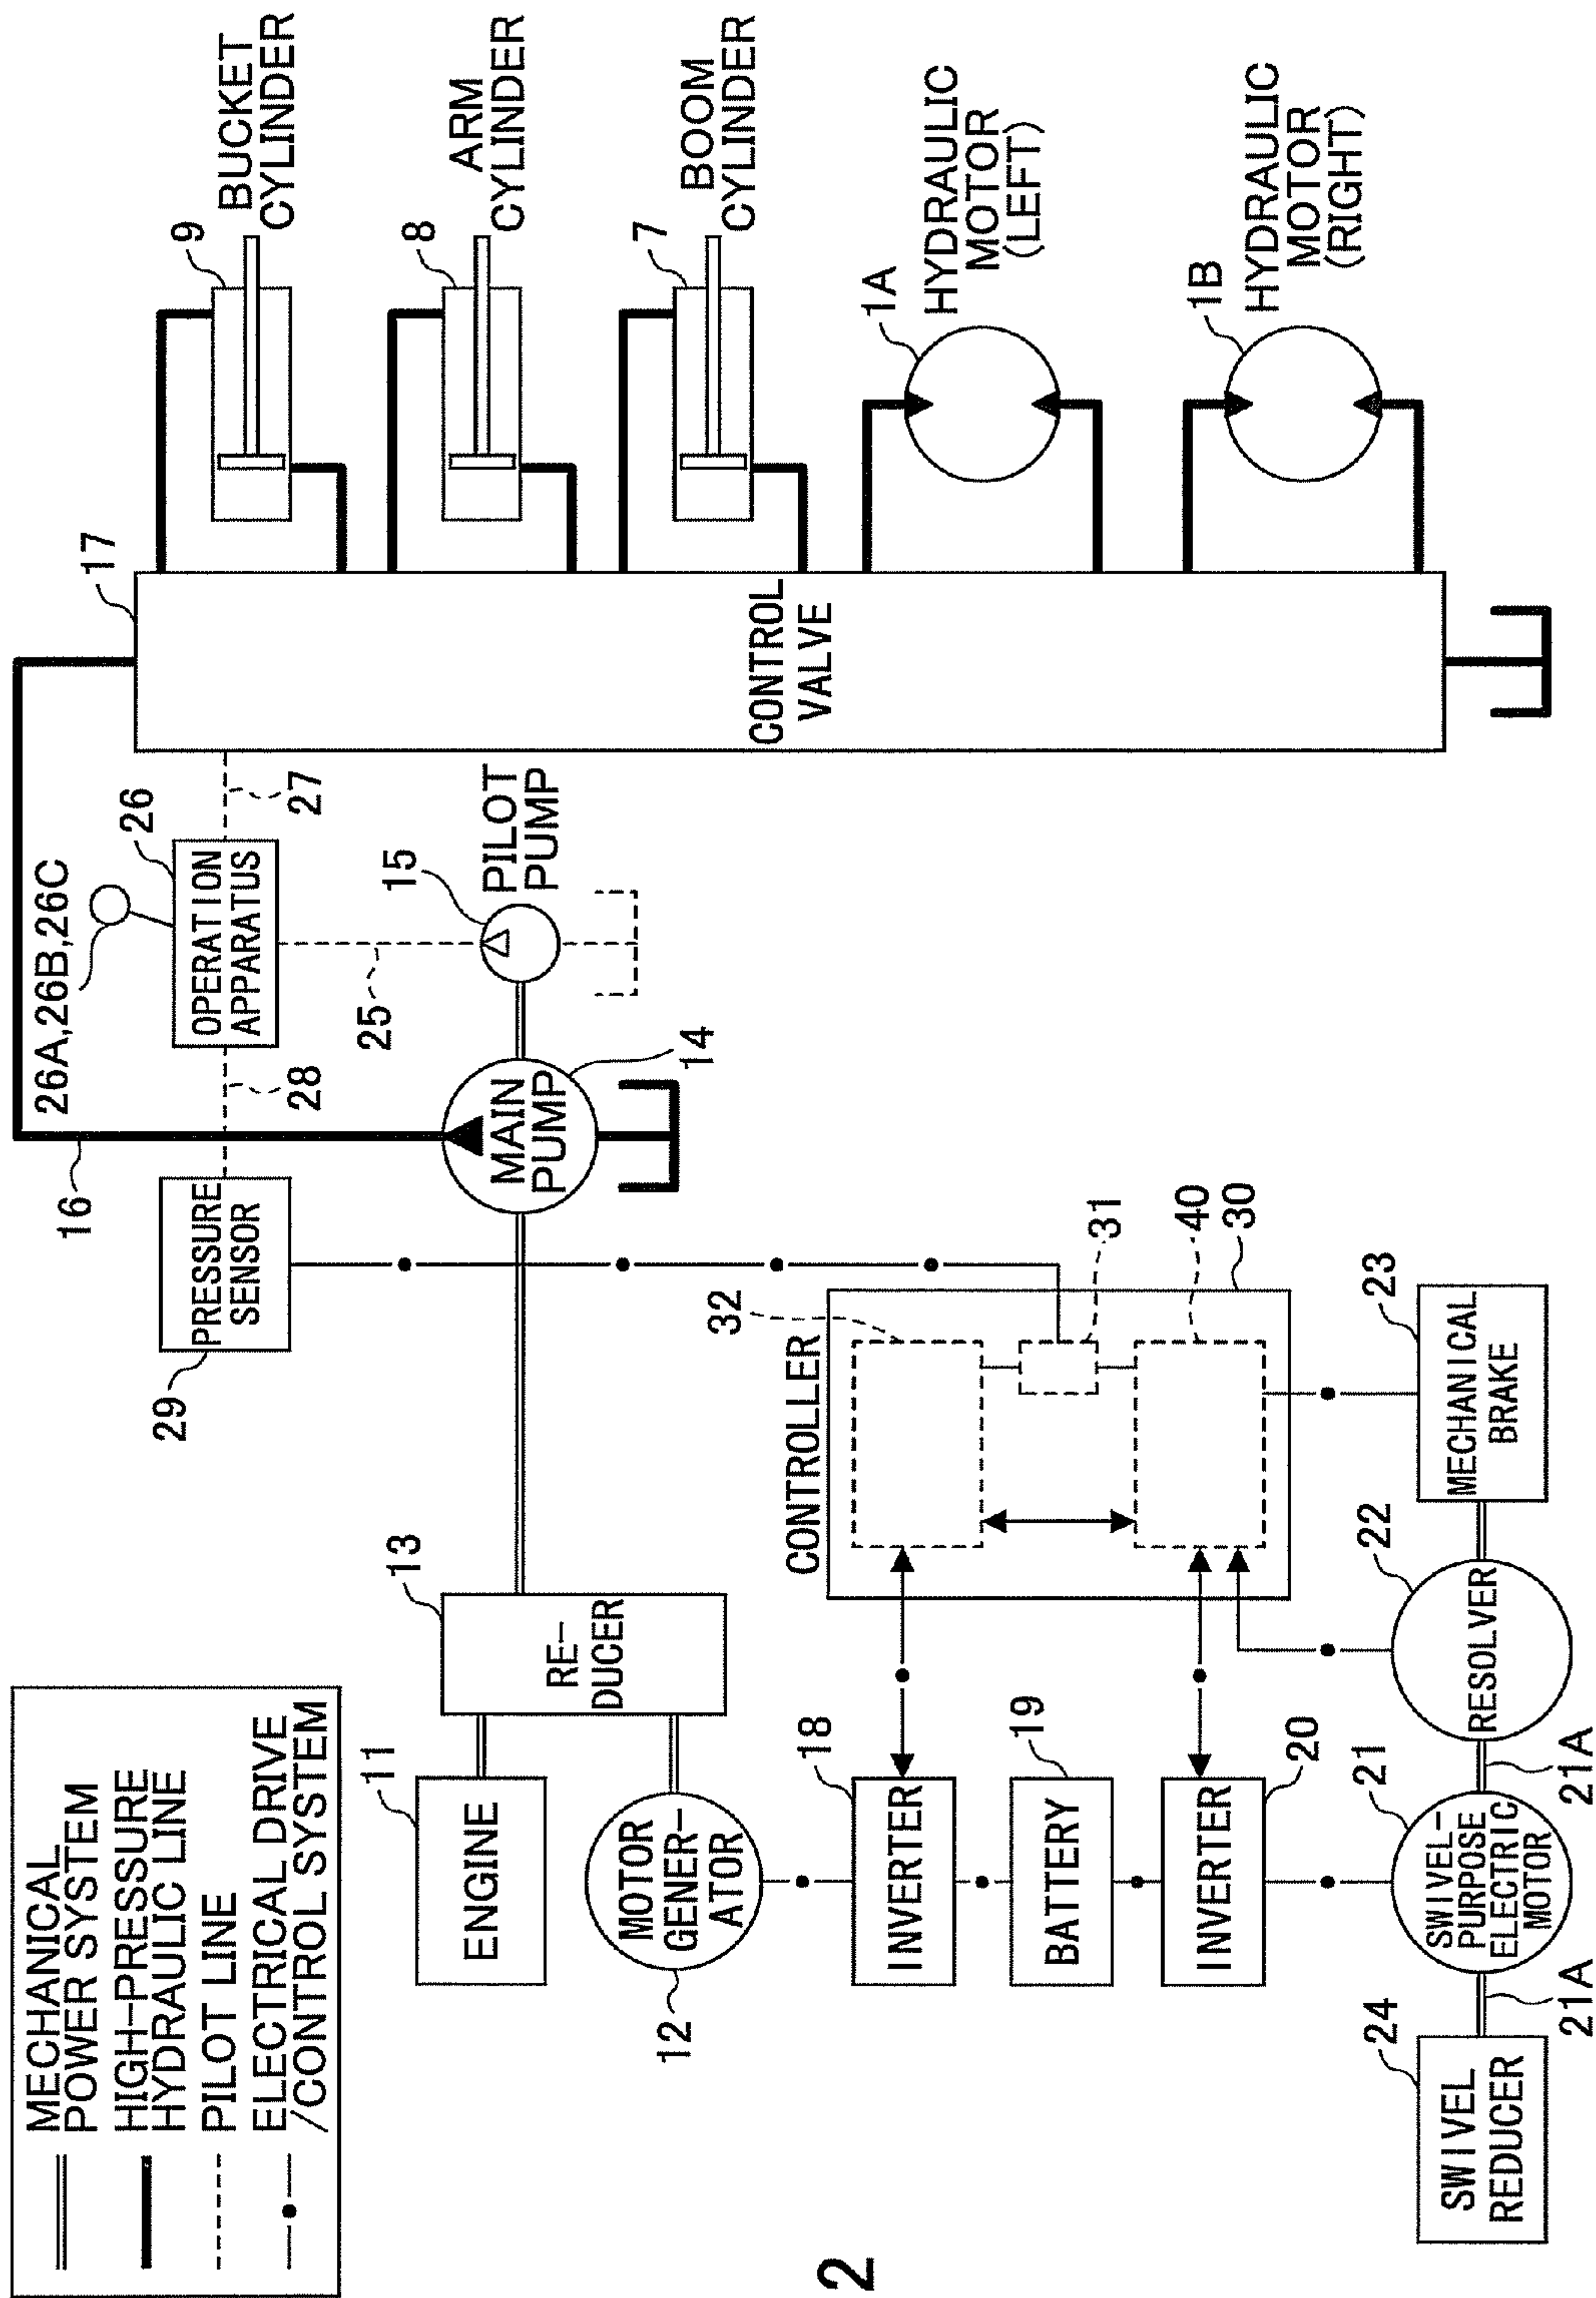 MECHANICAL
POWER SYSTEM
HIGH-PRESSURE
HYDRAULIC LINE
PILOT LINE
ELECTRICAL DRIVE
/CONTROL SYSTEM
26A,26B,26C
16
29
PRESSURE
SENSOR
28
26
OPERATION
APPARATUS
27
17
25
15
PILOT
PUMP
MAIN
PUMP
14
CONTROL
VALVE
9
BUCKET
CYLINDER
8
ARM
CYLINDER
7
BOOM
CYLINDER
1A
HYDRAULIC
MOTOR
(LEFT)
1B
HYDRAULIC
MOTOR
(RIGHT)
11
ENGINE
13
RE-
DUCER
12
MOTOR
GENER-
ATOR
18
INVERTER
19
BATTERY
20
INVERTER
CONTROLLER
32
31
40
30
24
SWIVEL
REDUCER
21A
21
SWIVEL-
PURPOSE
ELECTRIC
MOTOR
21A
22
RESOLVER
23
MECHANICAL
BRAKE
2